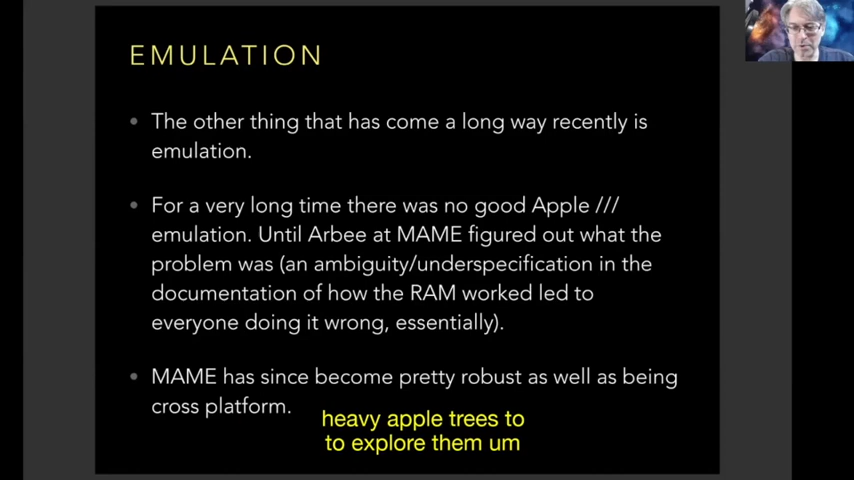 EMULATION
• The other thing that has come a long way recently is
emulation.
• For a very long time there was no good Apple ///
emulation. Until Arbee at MAME figured out what the
problem was (an ambiguity/underspecification in the
documentation of how the RAM worked led to
everyone doing it wrong, essentially).
• MAME has since become pretty robust as well as being
cross platform.
heavy apple trees to
to explore them um